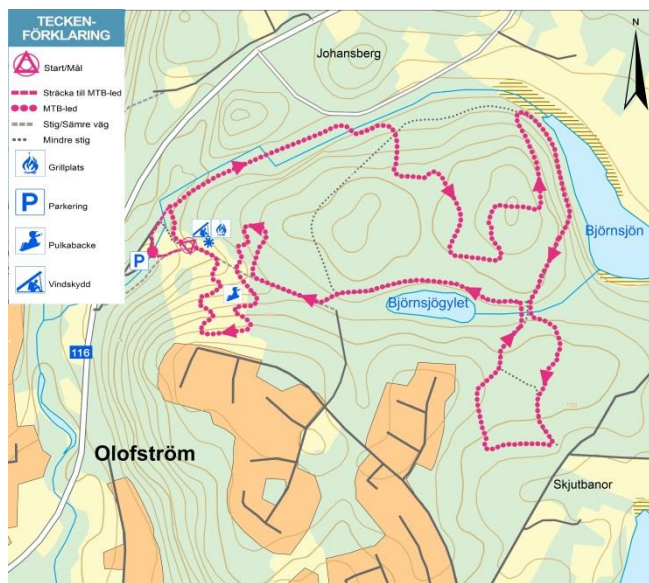 TECKEN-
FÖRKLARING
Start/Mål
Sträcka till MTB-led
MTB-led
Stig/Sämre väg
Mindre stig
Grillplats
P Parkering
Pulkabacke
Vindskydd
Johansberg
N
Björnsjön
P
Björnsjögylet
116
Olofström
Skjutbanor